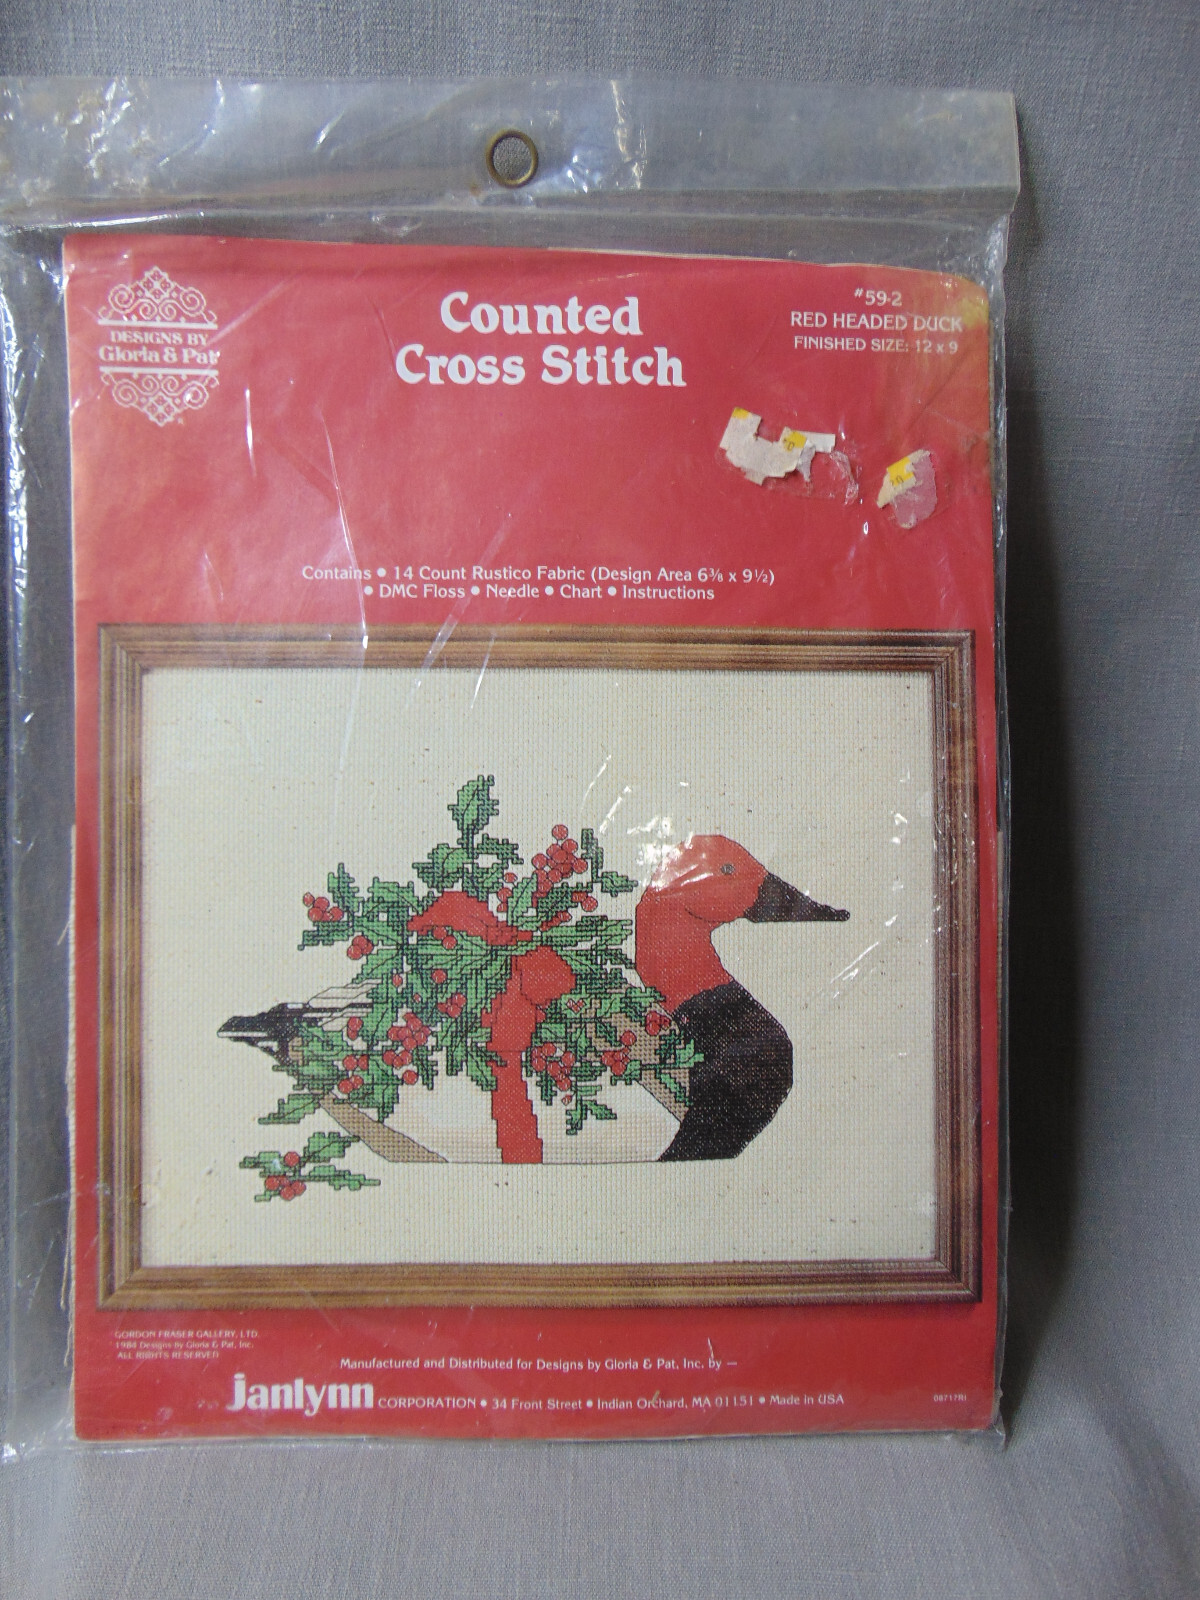 DESIGNS BY
Gloria & Pat
Counted
Cross Stitch
#59-2
RED HEADED DUCK
FINISHED SIZE: 12 x 9
Contains • 14 Count Rustico Fabric (Design Area 6⅜ x 9½)
• DMC Floss • Needle • Chart • Instructions
GORDON FRASER GALLERY, LTD.
1984 Designs by Gloria & Pat, Inc.
ALL RIGHTS RESERVED
Manufactured and Distributed for Designs by Gloria & Pat, Inc. by —
janlynn CORPORATION • 34 Front Street • Indian Orchard, MA 01151 • Made in USA